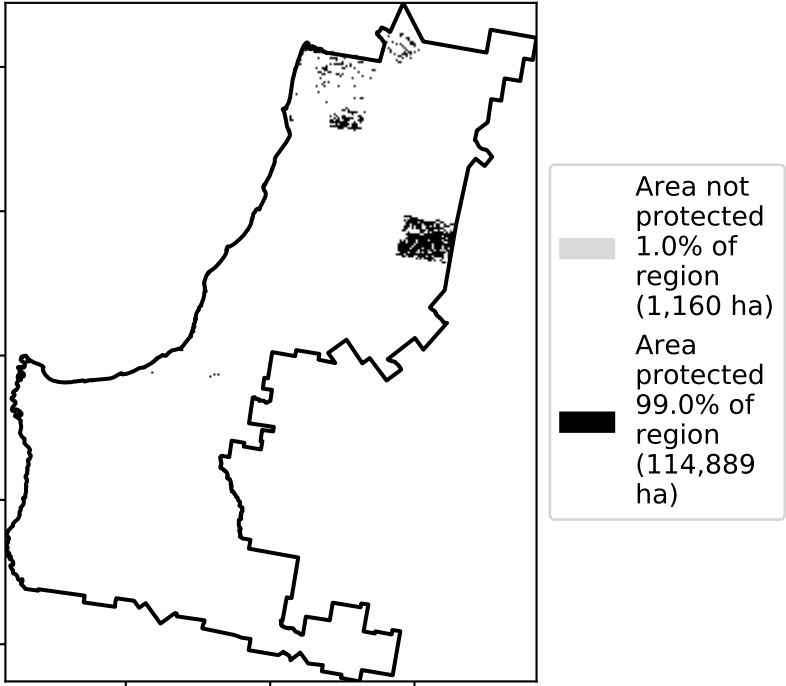 Area not
protected
1.0% of
region
(1,160 ha)
Area
protected
99.0% of
region
(114,889
ha)